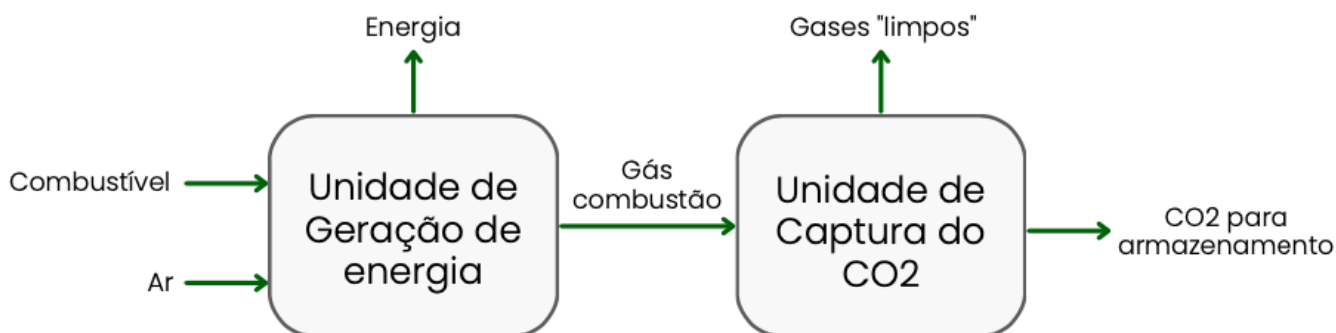 Energia
Gases "limpos"
Combustível
Ar
Unidade de
Geração de
energia
Gás
combustão
Unidade de
Captura do
CO2
CO2 para
armazenamento